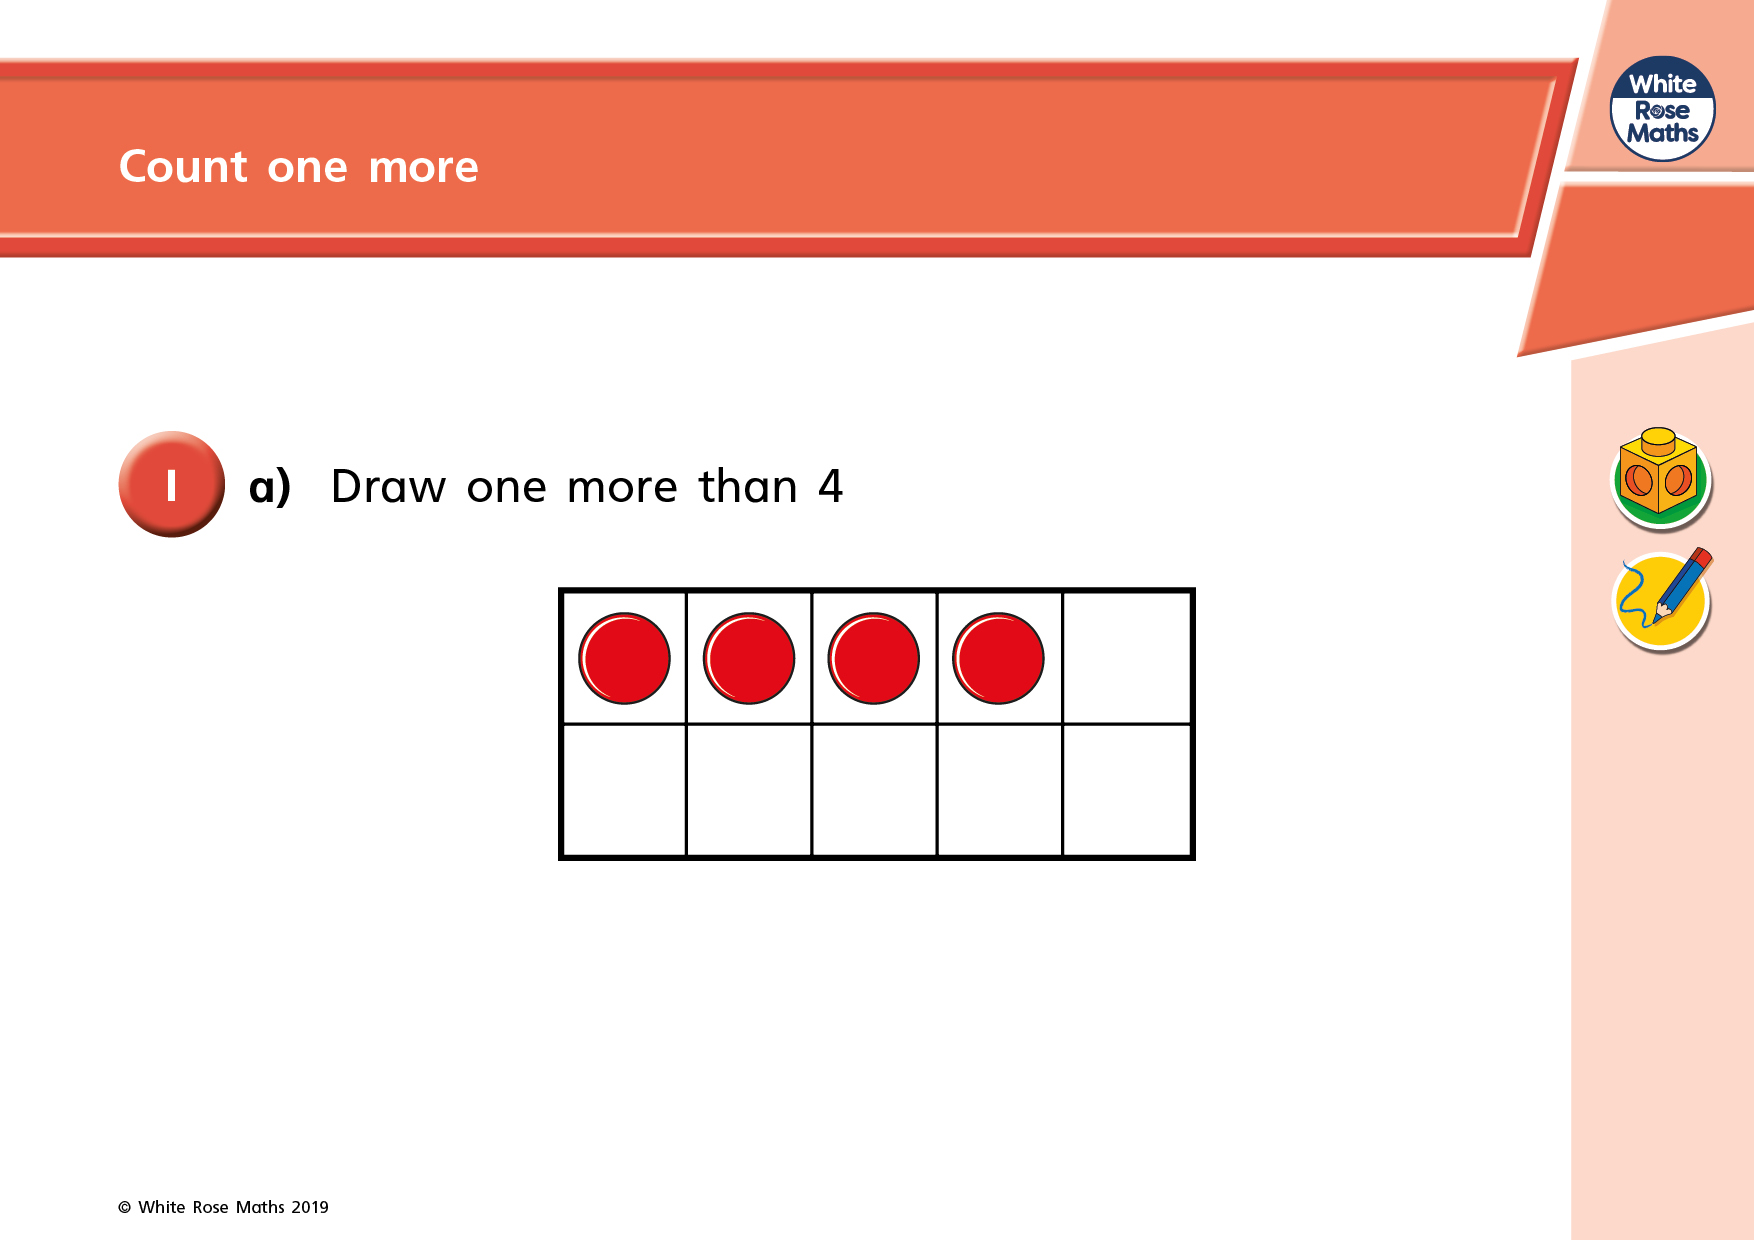 Count one more
White
Rose
Maths
1 a) Draw one more than 4
© White Rose Maths 2019